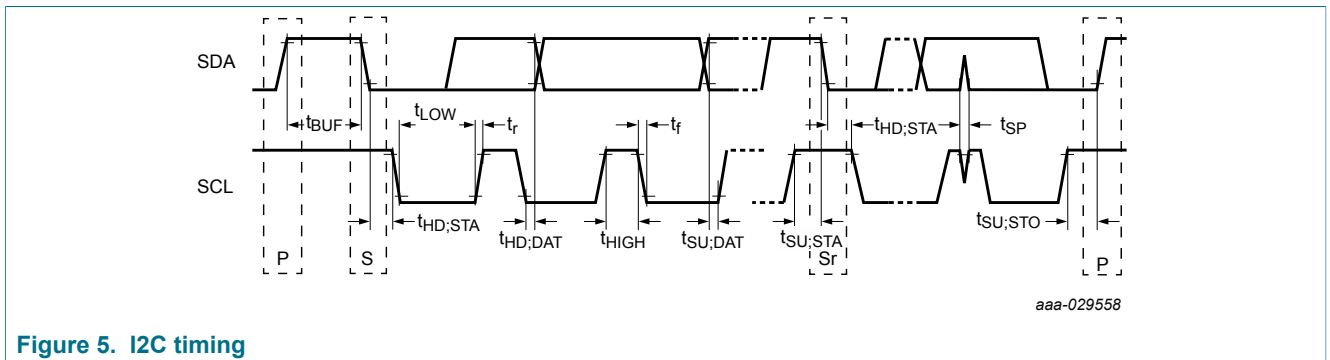 SDA
tBUF
tLOW
tr
tf
tHD;STA
tSP
SCL
tHD;STA
tHD;DAT
tHIGH
tSU;DAT
tSU;STA
tSU;STO
P
S
Sr
P
aaa-029558
Figure 5. I2C timing